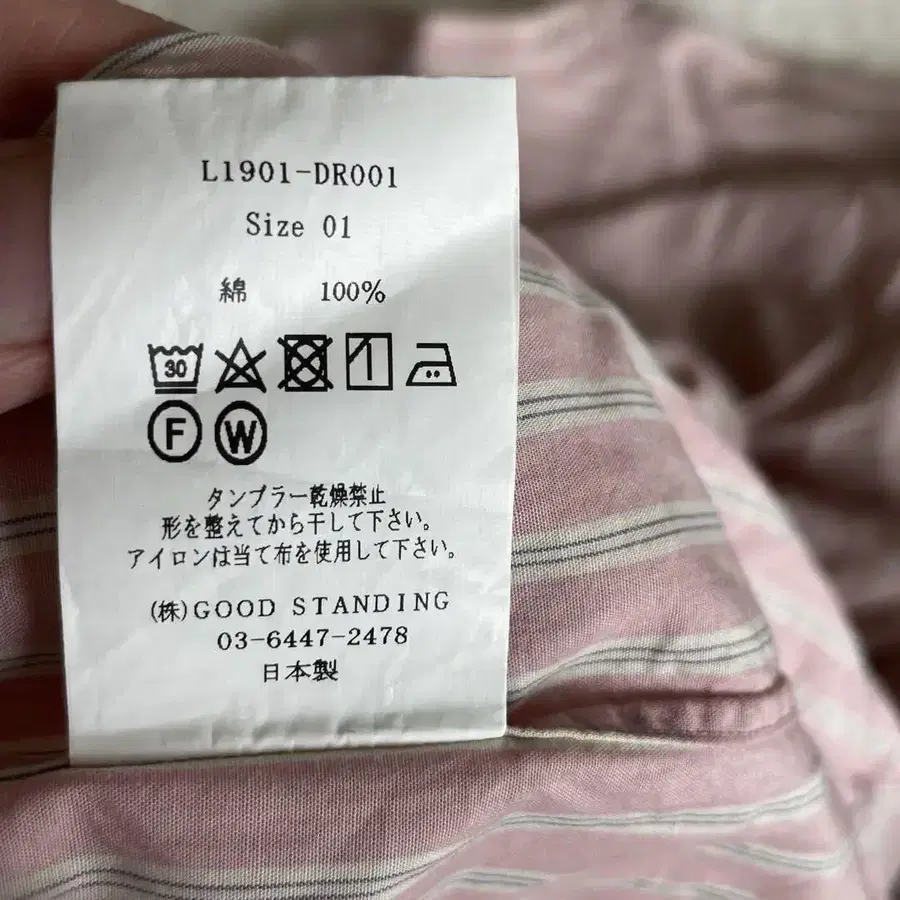 L1901-DR001
Size 01
綿 100%
30
F W
タンブラー乾燥禁止
形を整えてから干して下さい。
アイロンは当て布を使用して下さい。
(株)GOOD STANDING
03-6447-2478
日本製